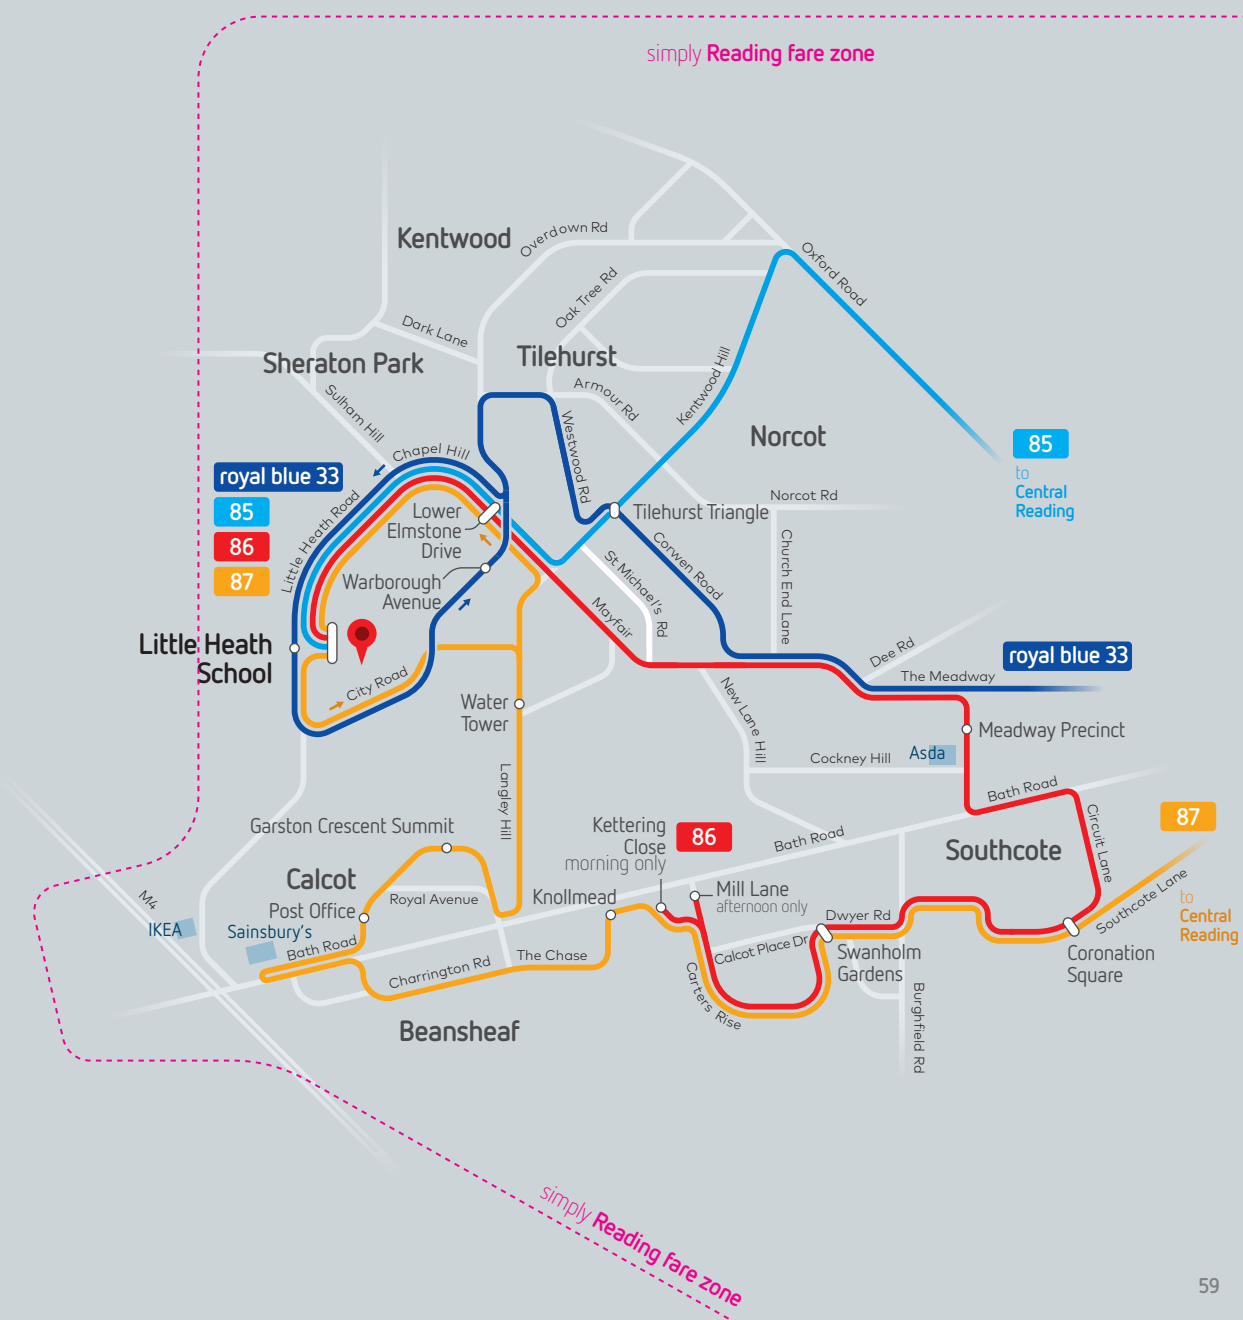 simply Reading fare zone
Kentwood
Overdown Rd
Oxford Road
Oak Tree Rd
Dark Lane
Sheraton Park
Tilehurst
Kentwood Hill
Armour Rd
Sulham Hill
Westwood Rd
Norcot
Chapel Hill
85
to
Central
Reading
royal blue 33
85
86
87
Little Heath Road
Lower
Elmstone
Drive
Norcot Rd
Tilehurst Triangle
Church End Lane
Corwen Road
St Michael's Rd
Warborough
Avenue
Mayfair
Little Heath
School
City Road
Dee Rd
royal blue 33
The Meadway
Water
Tower
New Lane Hill
Meadway Precinct
Cockney Hill
Asda
Langley Hill
Bath Road
Circuit Lane
87
Garston Crescent Summit
Kettering
Close
morning only
86
Bath Road
Southcote
Calcot
Royal Avenue
Knollmead
Mill Lane
afternoon only
Southcote Lane
to
Central
Reading
M4
IKEA
Post Office
Sainsbury's
Bath Road
Dwyer Rd
Calcot Place Dr
Swanholm
Gardens
Coronation
Square
The Chase
Charrington Rd
Carters Rise
Burghfield Rd
Beansheaf
simply Reading fare zone
59